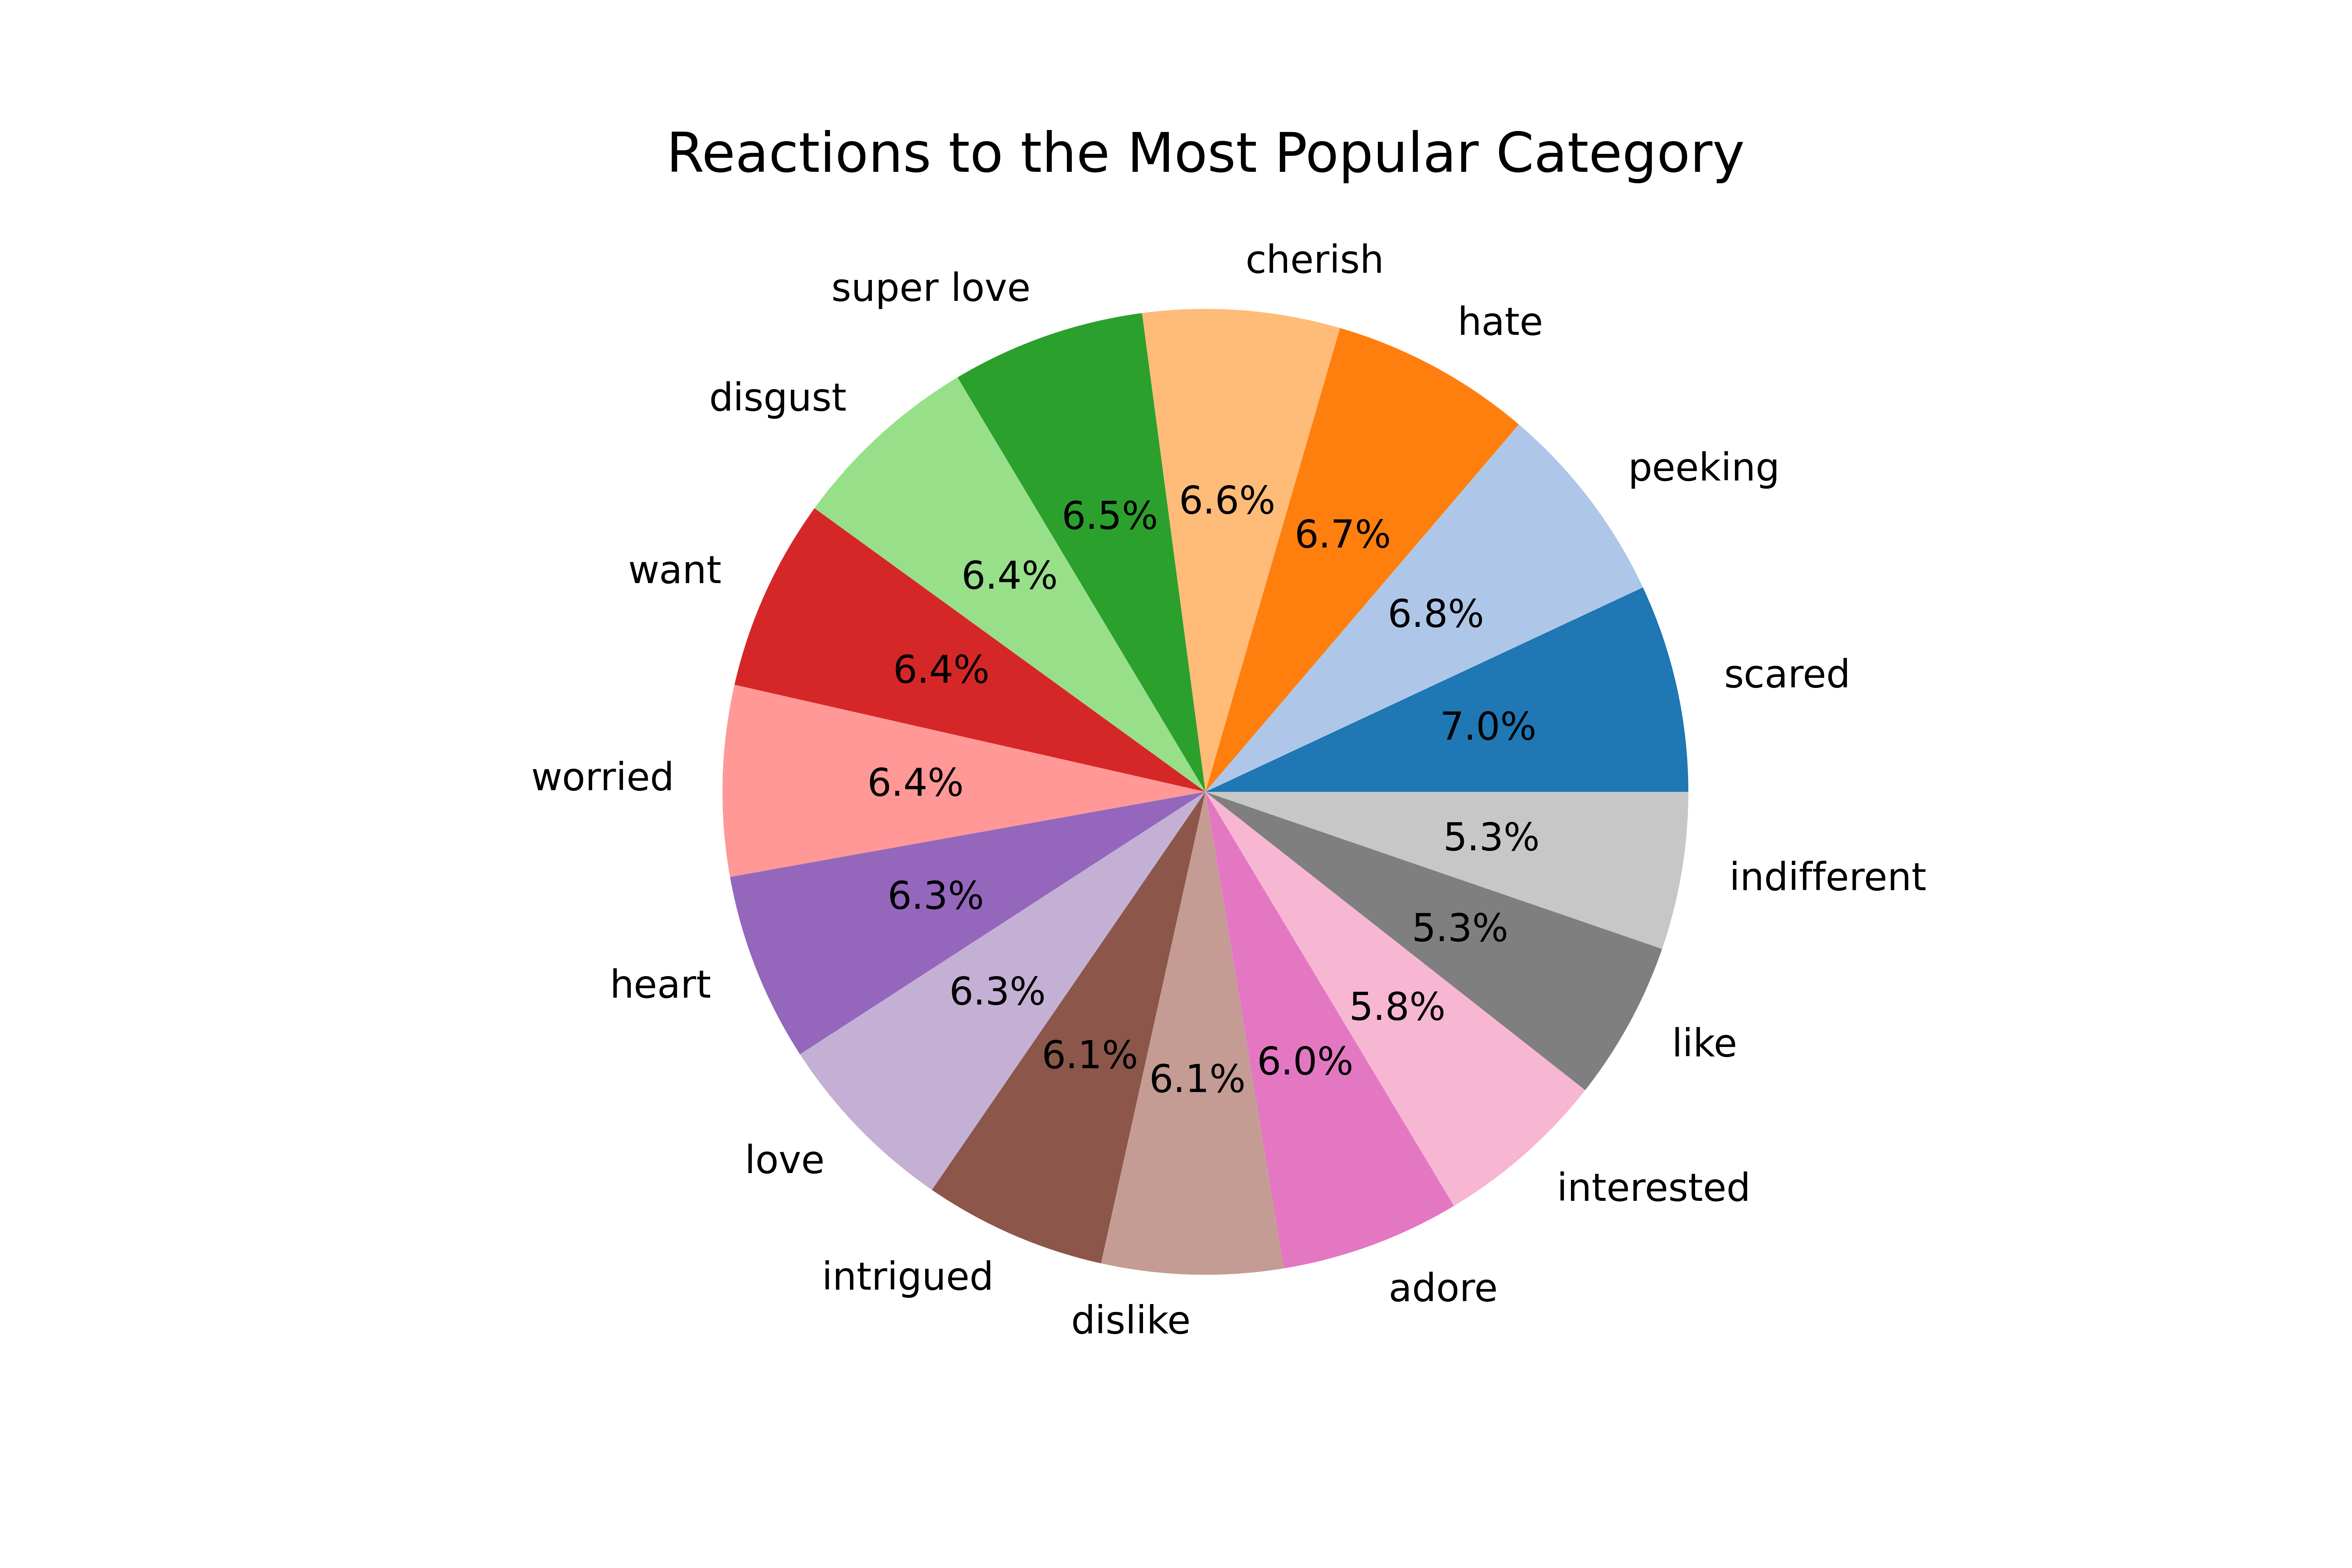 Reactions to the Most Popular Category
scared
7.0%
peeking
6.8%
hate
6.7%
cherish
6.6%
super love
6.5%
disgust
6.4%
want
6.4%
worried
6.4%
heart
6.3%
love
6.3%
intrigued
6.1%
dislike
6.1%
adore
6.0%
interested
5.8%
like
5.3%
indifferent
5.3%